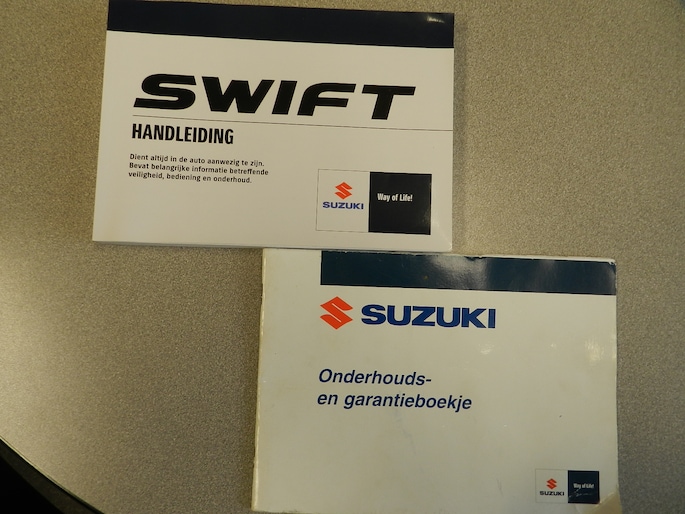 SWIFT
HANDLEIDING
Dient altijd in de auto aanwezig te zijn.
Bevat belangrijke informatie betreffende
veiligheid, bediening en onderhoud.
SUZUKI
Way of Life!
SUZUKI
Onderhouds-
en garantieboekje
SUZUKI
Way of Life!